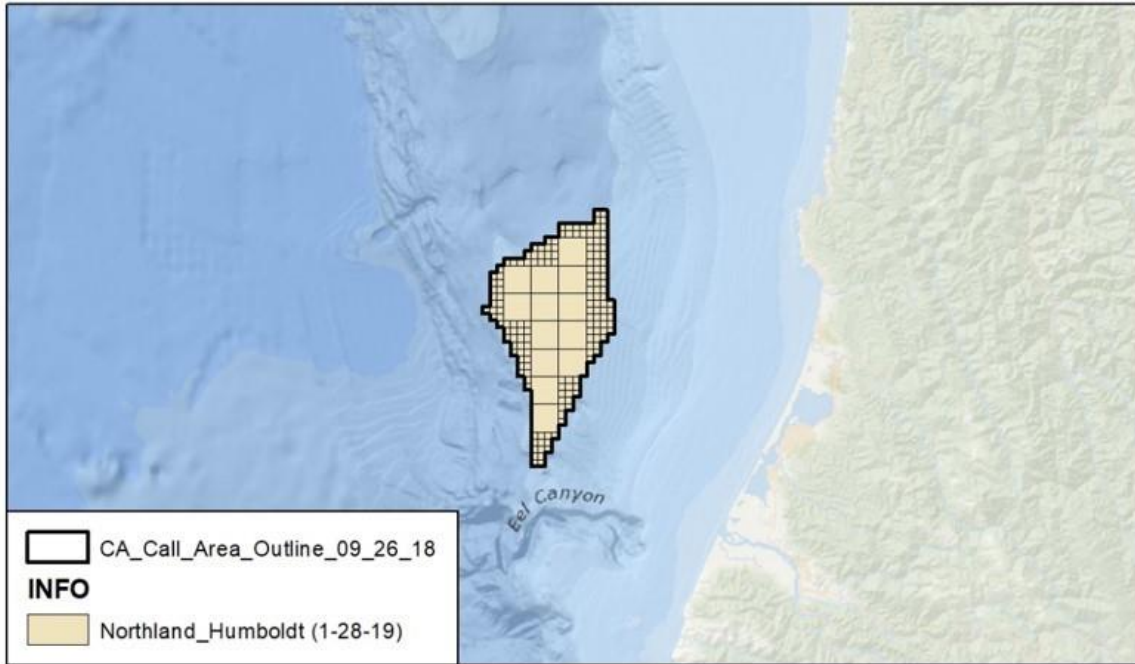 Eel Canyon
CA_Call_Area_Outline_09_26_18
INFO
Northland_Humboldt (1-28-19)